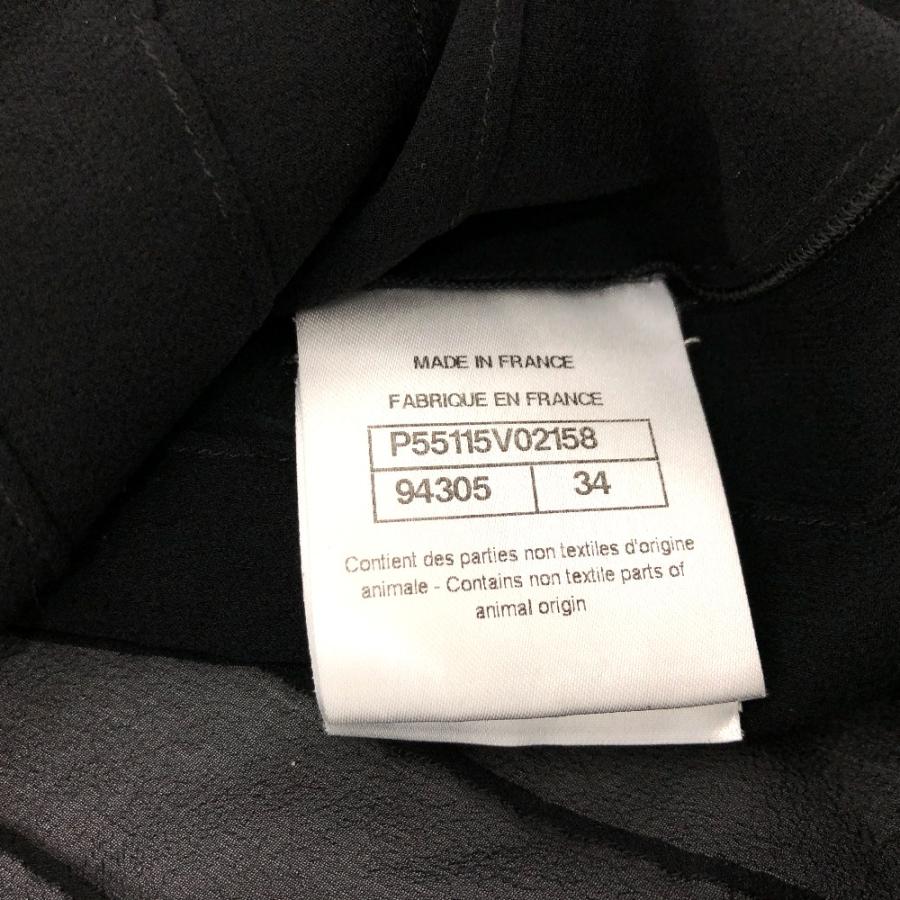 MADE IN FRANCE
FABRIQUE EN FRANCE
P55115V02158
94305 34
Contient des parties non textiles d'origine
animale - Contains non textile parts of
animal origin